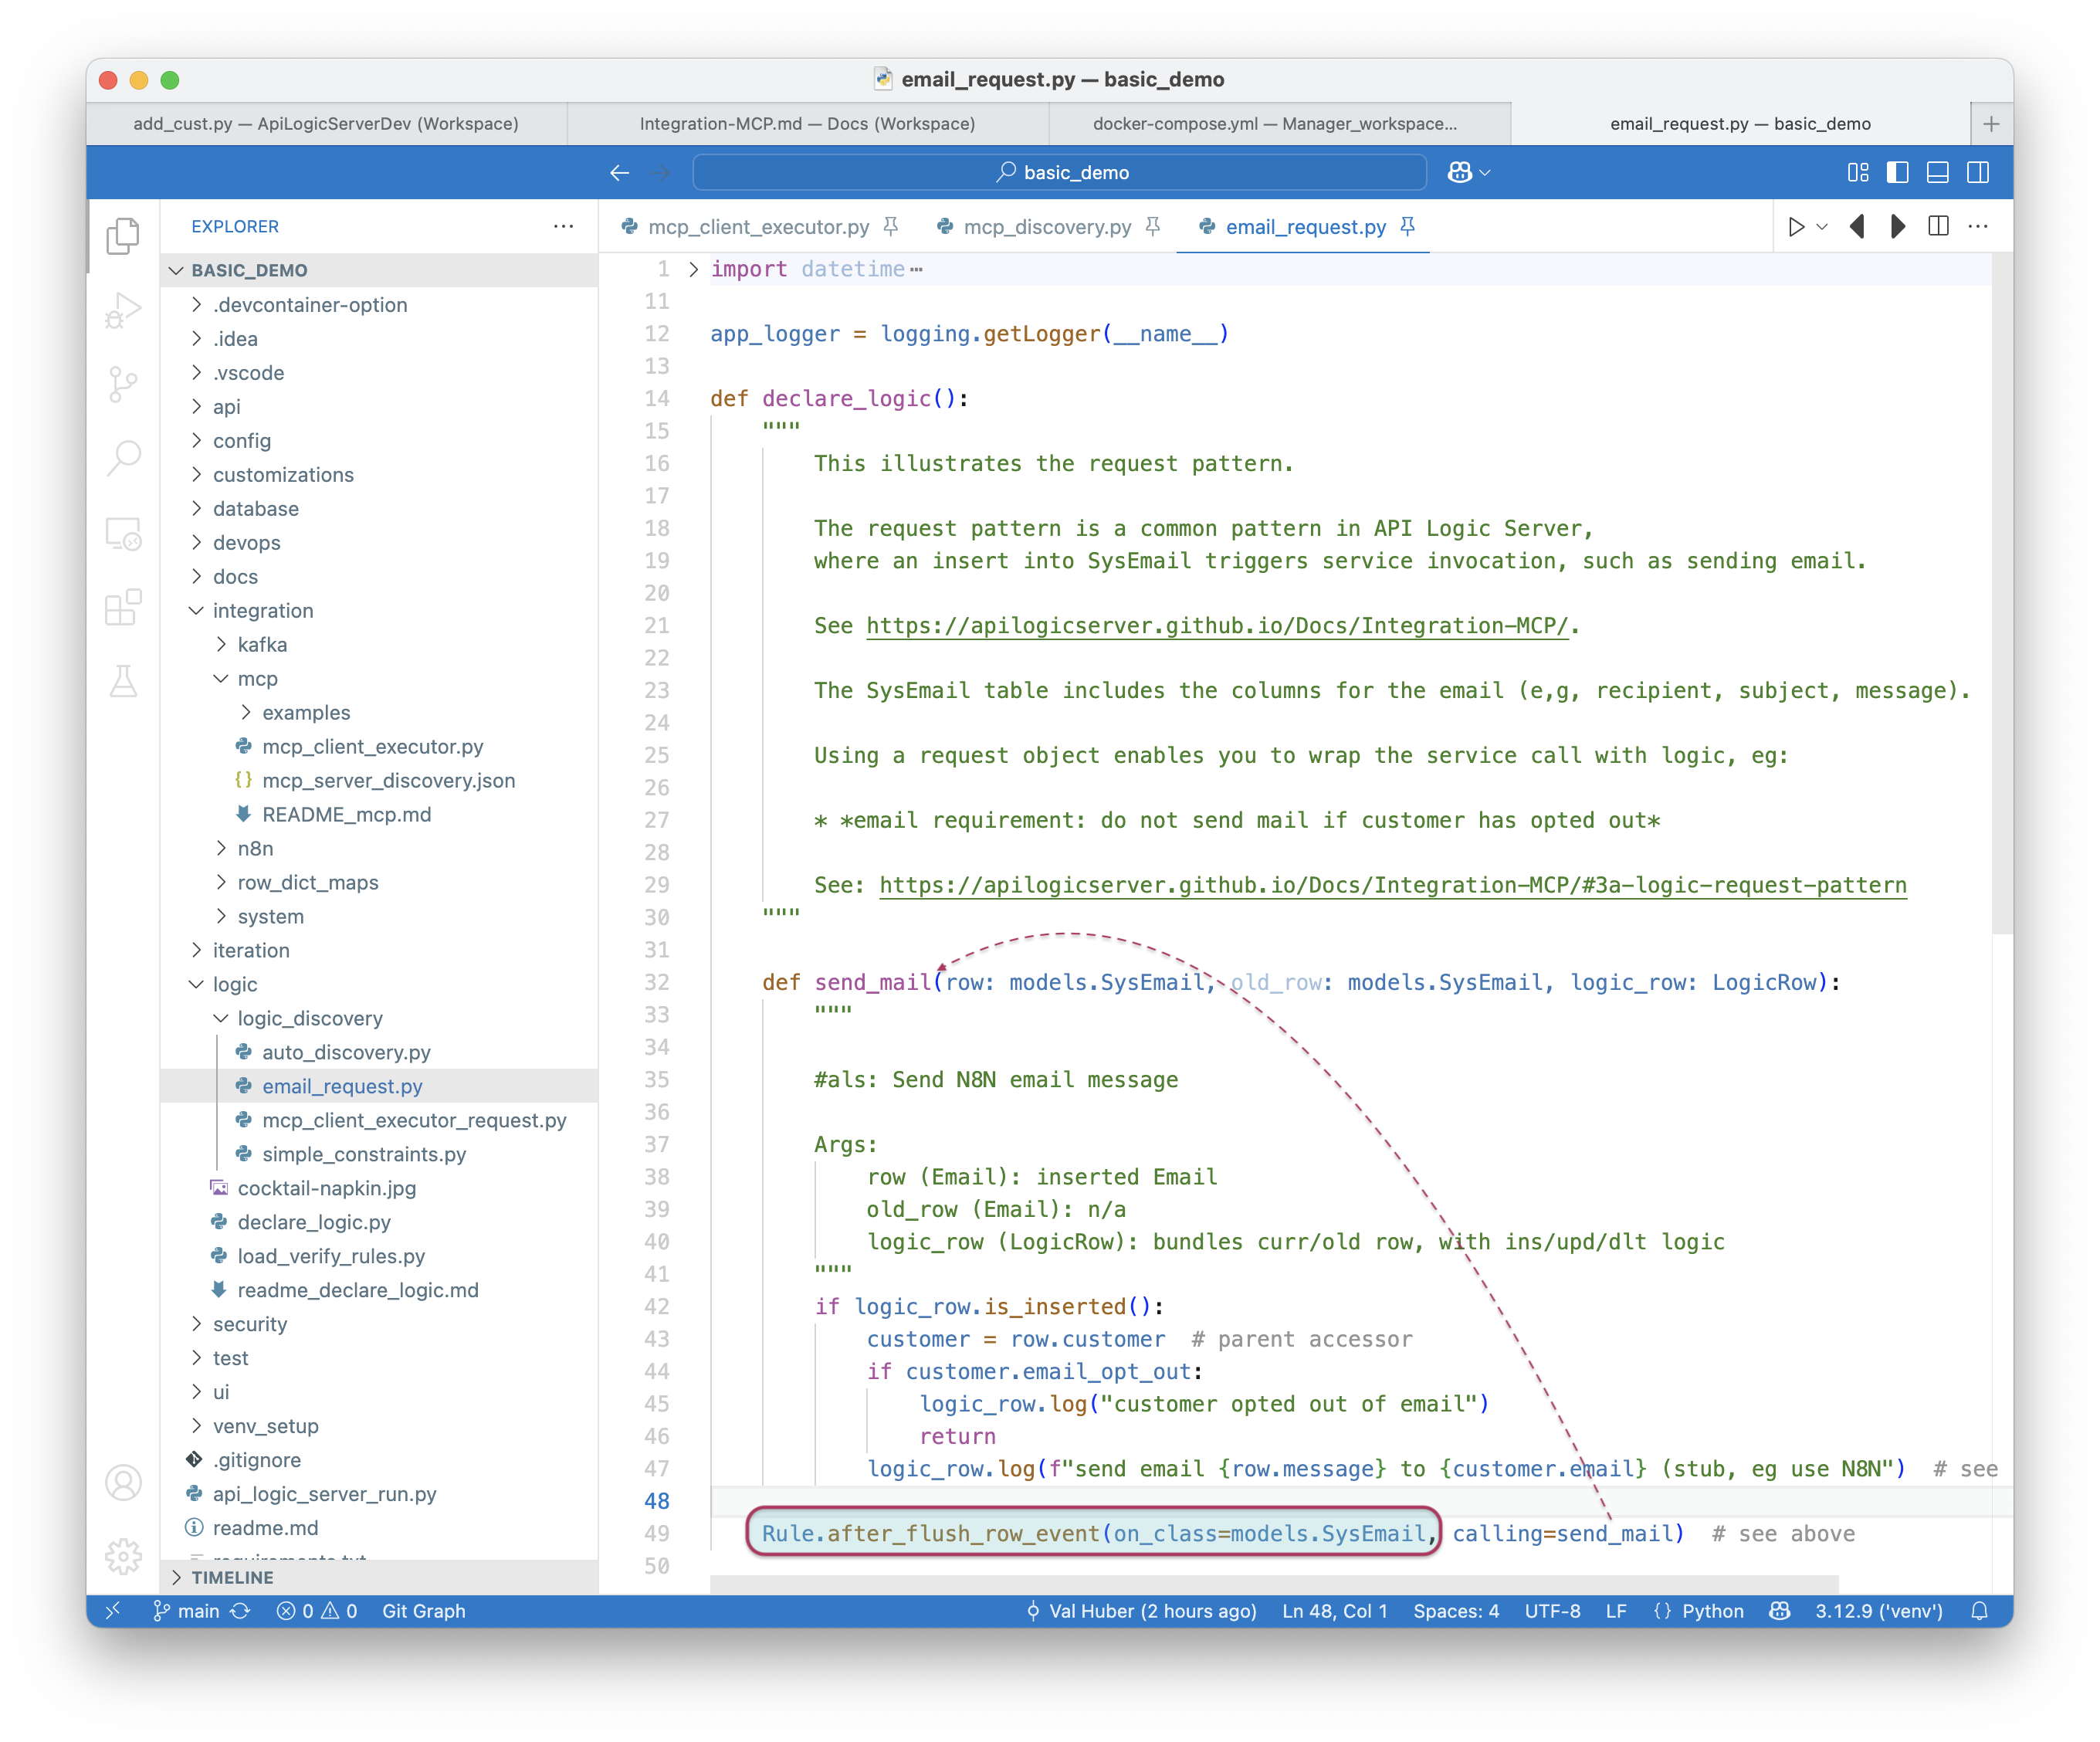 email_request.py — basic_demo
add_cust.py — ApiLogicServerDev (Workspace)
Integration-MCP.md — Docs (Workspace)
docker-compose.yml — Manager_workspace...
email_request.py — basic_demo
basic_demo
EXPLORER
BASIC_DEMO
.devcontainer-option
.idea
.vscode
api
config
customizations
database
devops
docs
integration
kafka
mcp
examples
mcp_client_executor.py
mcp_server_discovery.json
README_mcp.md
n8n
row_dict_maps
system
iteration
logic
logic_discovery
auto_discovery.py
email_request.py
mcp_client_executor_request.py
simple_constraints.py
cocktail-napkin.jpg
declare_logic.py
load_verify_rules.py
readme_declare_logic.md
security
test
ui
venv_setup
.gitignore
api_logic_server_run.py
readme.md
requirements.txt
TIMELINE
mcp_client_executor.py
mcp_discovery.py
email_request.py
1 import datetime ···
11
12 app_logger = logging.getLogger(__name__)
13
14 def declare_logic():
15 """
16 This illustrates the request pattern.
17
18 The request pattern is a common pattern in API Logic Server,
19 where an insert into SysEmail triggers service invocation, such as sending email.
20
21 See https://apilogicserver.github.io/Docs/Integration-MCP/.
22
23 The SysEmail table includes the columns for the email (e,g, recipient, subject, message).
24
25 Using a request object enables you to wrap the service call with logic, eg:
26
27 * *email requirement: do not send mail if customer has opted out*
28
29 See: https://apilogicserver.github.io/Docs/Integration-MCP/#3a-logic-request-pattern
30 """
31
32 def send_mail(row: models.SysEmail, old_row: models.SysEmail, logic_row: LogicRow):
33 """
34
35 #als: Send N8N email message
36
37 Args:
38 row (Email): inserted Email
39 old_row (Email): n/a
40 logic_row (LogicRow): bundles curr/old row, with ins/upd/dlt logic
41 """
42 if logic_row.is_inserted():
43 customer = row.customer # parent accessor
44 if customer.email_opt_out:
45 logic_row.log("customer opted out of email")
46 return
47 logic_row.log(f"send email {row.message} to {customer.email} (stub, eg use N8N") # see
48
49 Rule.after_flush_row_event(on_class=models.SysEmail, calling=send_mail) # see above
50
main
0
0
Git Graph
Val Huber (2 hours ago)
Ln 48, Col 1
Spaces: 4
UTF-8
LF
{} Python
3.12.9 ('venv')